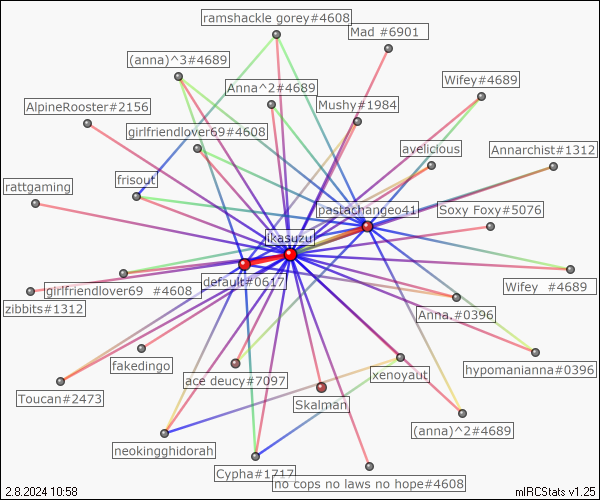 ramshackle gorey#4608
Mad #6901
(anna)^3#4689
Anna^2#4689
Wifey#4689
AlpineRooster#2156
Mushy#1984
girlfriendlover69#4608
avelicious
Annarchist#1312
rattgaming
frisout
pastachangeo41
Soxy Foxy#5076
ikasuzu
default#0617
girlfriendlover69 #4608
Wifey #4689
zibbits#1312
Anna.#0396
fakedingo
hypomanianna#0396
ace deucy#7097
xenoyaut
Toucan#2473
Skalman
(anna)^2#4689
neokingghidorah
Cypha#1717
no cops no laws no hope#4608
2.8.2024 10:58
mIRCStats v1.25